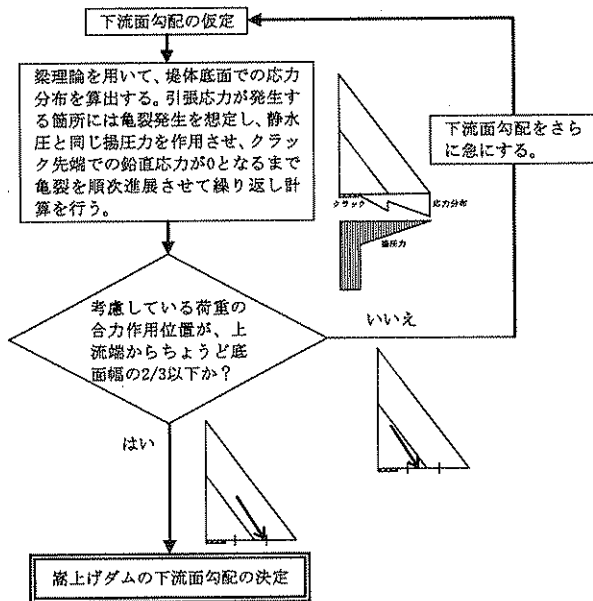 下流面勾配の仮定
梁理論を用いて、堤体底面での応力
分布を算出する。引張応力が発生す
る箇所には亀裂発生を想定し、静水
圧と同じ揚圧力を作用させ、クラック
先端での鉛直応力が0となるまで
亀裂を順次進展させて繰り返し計
算を行う。
下流面勾配をさら
に急にする。
クラック
応力分布
揚圧力
考慮している荷重の
合力作用位置が、上
流端からちょうど底
面幅の2/3以下か？
いいえ
はい
嵩上げダムの下流面勾配の決定